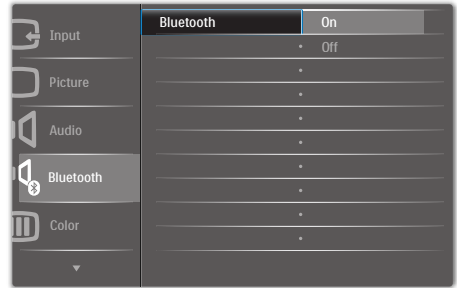 Bluetooth On
Input
Off
Picture
Audio
Bluetooth
Color